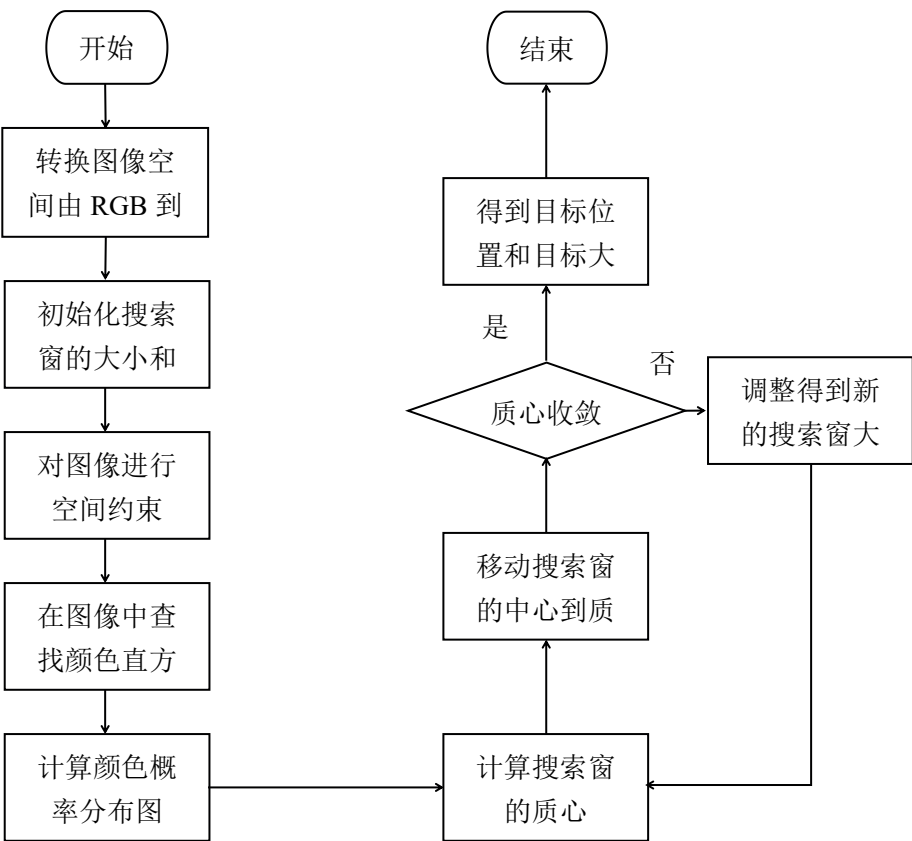 开始
转换图像空
间由 RGB 到
初始化搜索
窗的大小和
对图像进行
空间约束
在图像中查
找颜色直方
计算颜色概
率分布图
计算搜索窗
的质心
移动搜索窗
的中心到质
质心收敛
否
调整得到新
的搜索窗大
是
得到目标位
置和目标大
结束